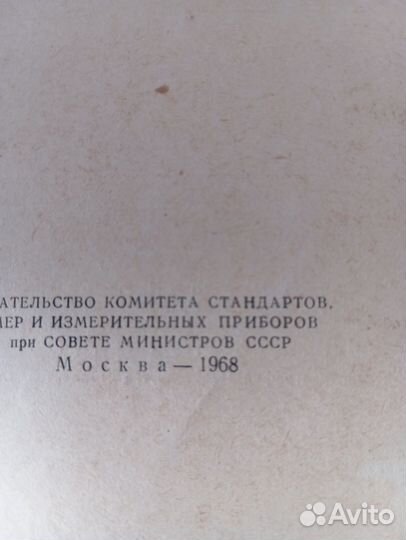 АТЕЛЬСТВО КОМИТЕТА СТАНДАРТОВ,
МЕР И ИЗМЕРИТЕЛЬНЫХ ПРИБОРОВ
при СОВЕТЕ МИНИСТРОВ СССР
Москва — 1968
Avito